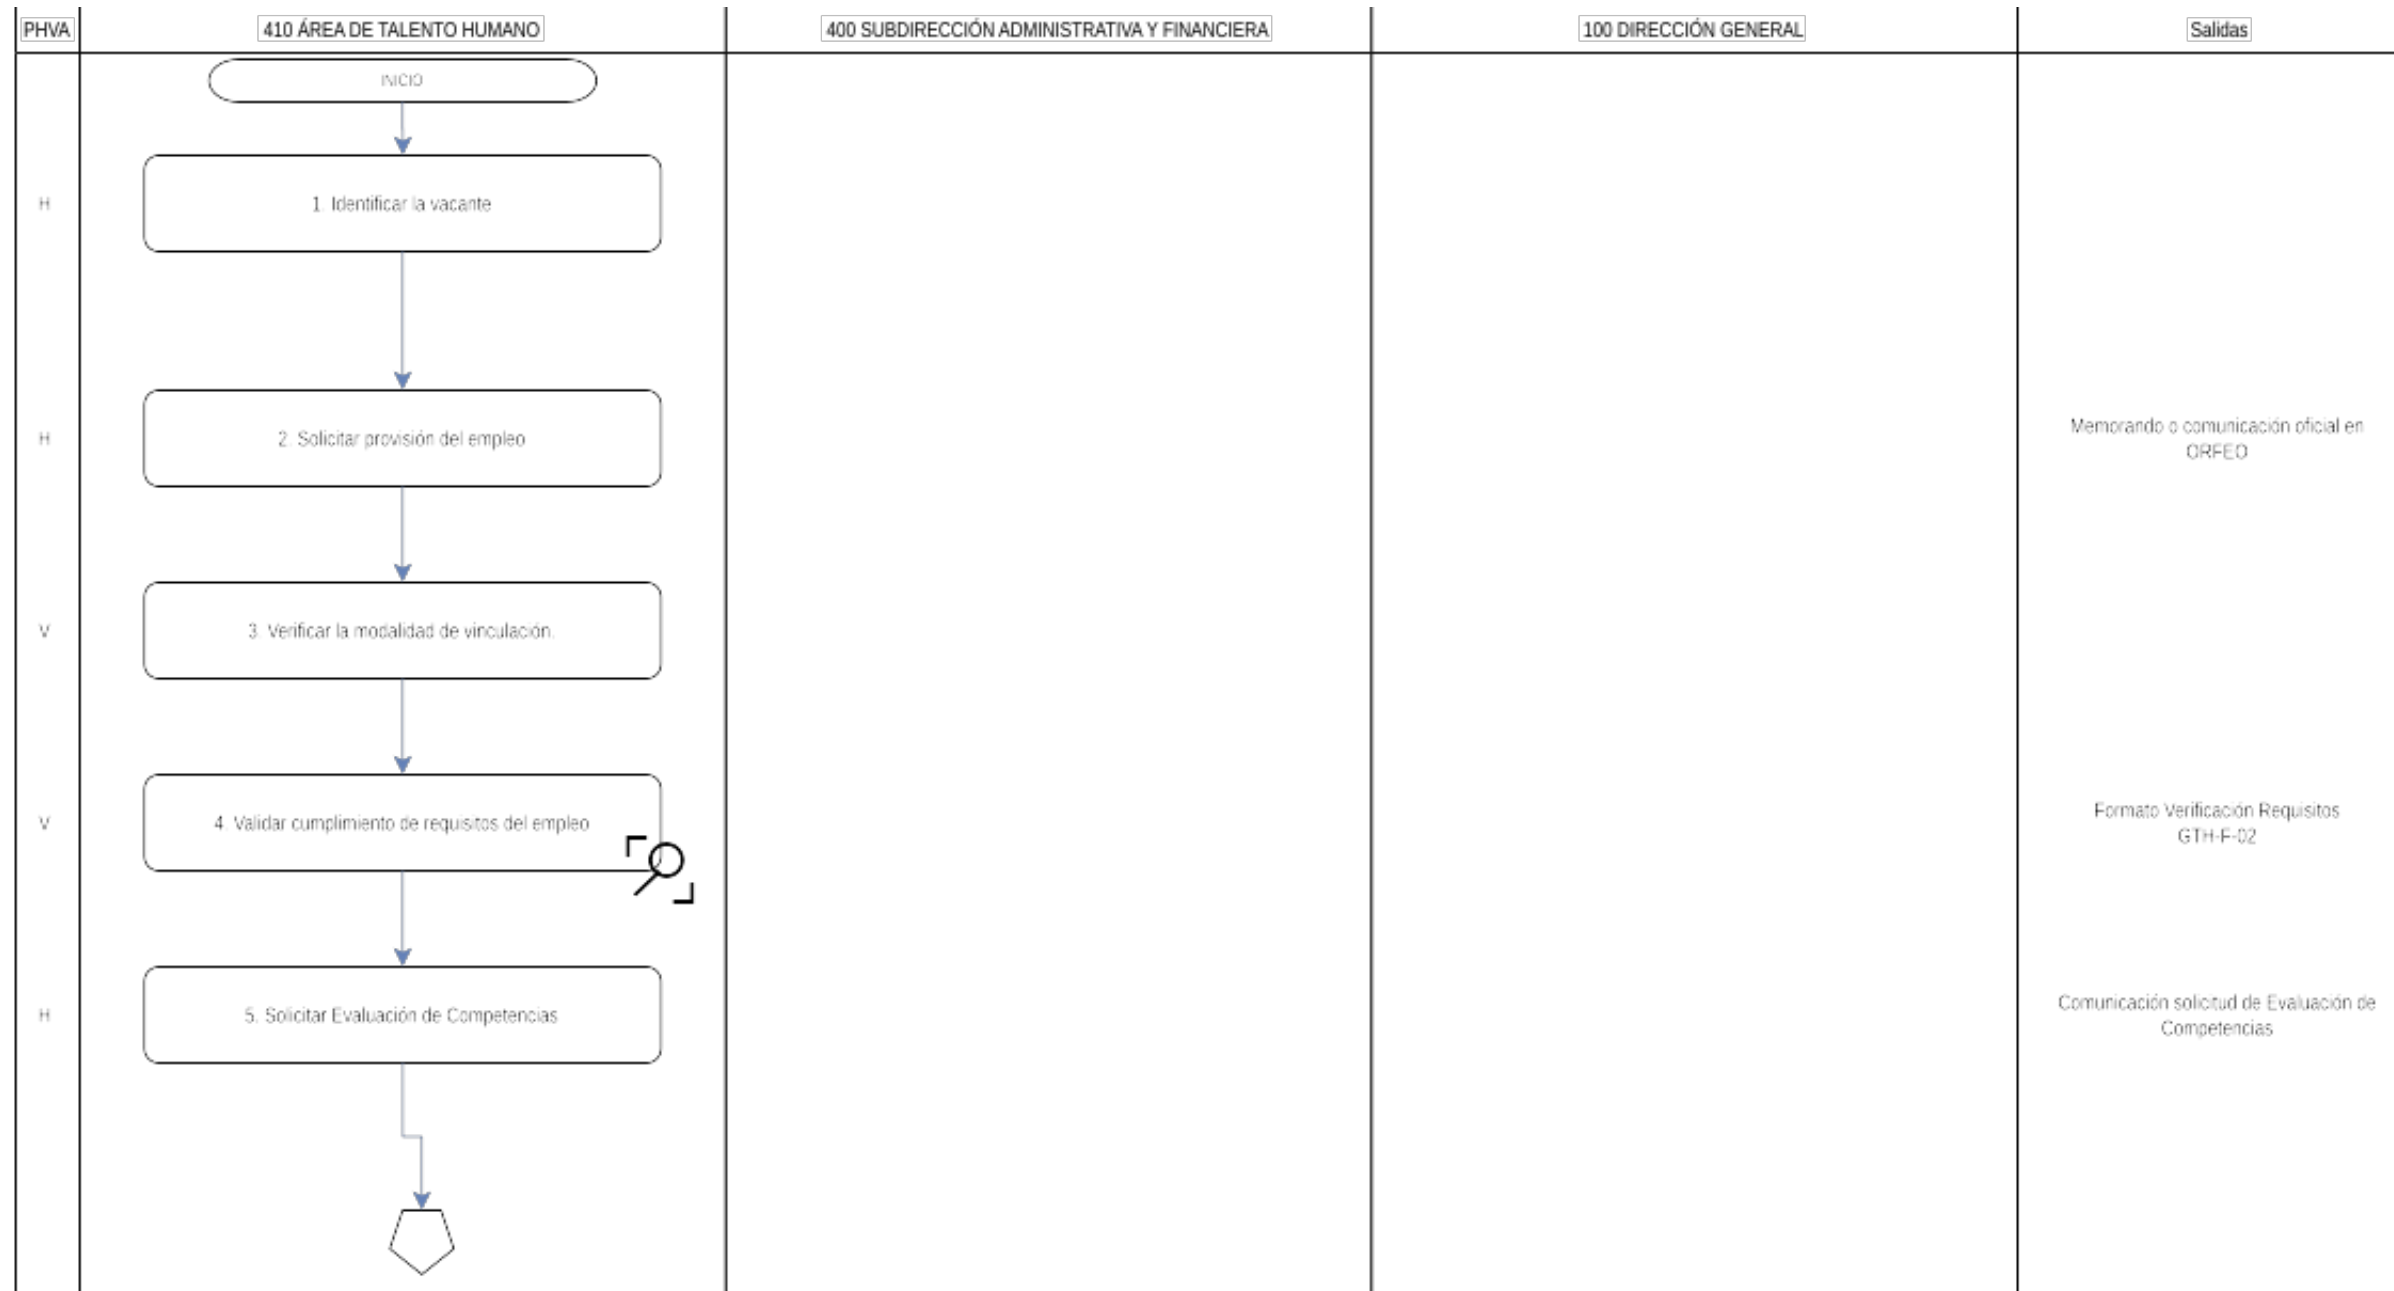 PHVA
410 ÁREA DE TALENTO HUMANO
400 SUBDIRECCIÓN ADMINISTRATIVA Y FINANCIERA
100 DIRECCIÓN GENERAL
Salidas
INICIO
H
1. Identificar la vacante
H
2. Solicitar provisión del empleo
Memorando o comunicación oficial en
ORFEO
V
3. Verificar la modalidad de vinculación.
V
4. Validar cumplimiento de requisitos del empleo
Formato Verificación Requisitos
GTH-F-02
H
5. Solicitar Evaluación de Competencias
Comunicación solicitud de Evaluación de
Competencias